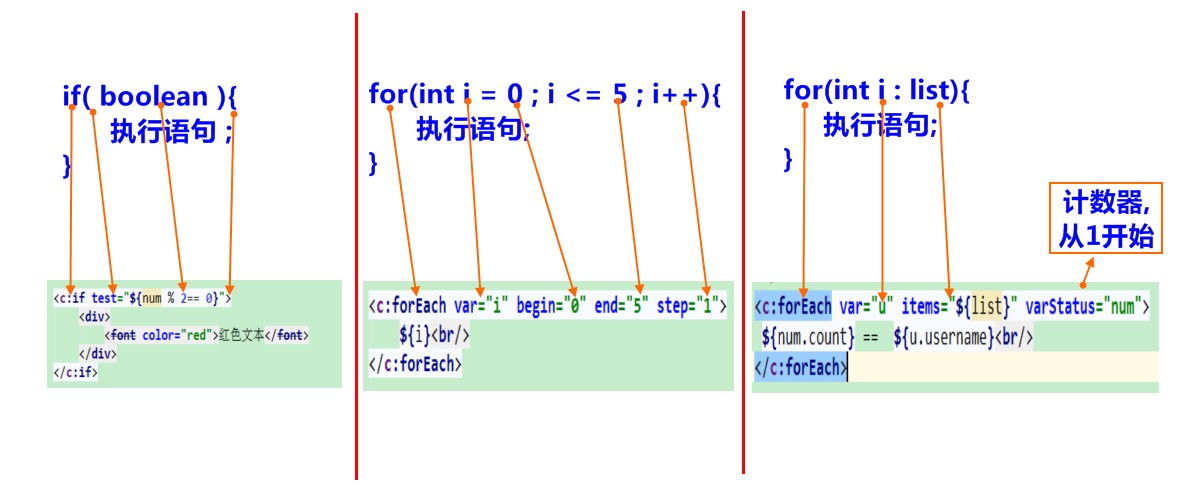 if( boolean ){
执行语句 ;
}
<c:if test="${num % 2== 0}">
<div>
<font color="red">红色文本</font>
</div>
</c:if>
for(int i = 0 ; i <= 5 ; i++){
执行语句;
}
<c:forEach var="i" begin="0" end="5" step="1">
${i}<br/>
</c:forEach>
for(int i : list){
执行语句;
}
计数器,
从1开始
<c:forEach var="u" items="${list}" varStatus="num">
${num.count} == ${u.username}<br/>
</c:forEach>